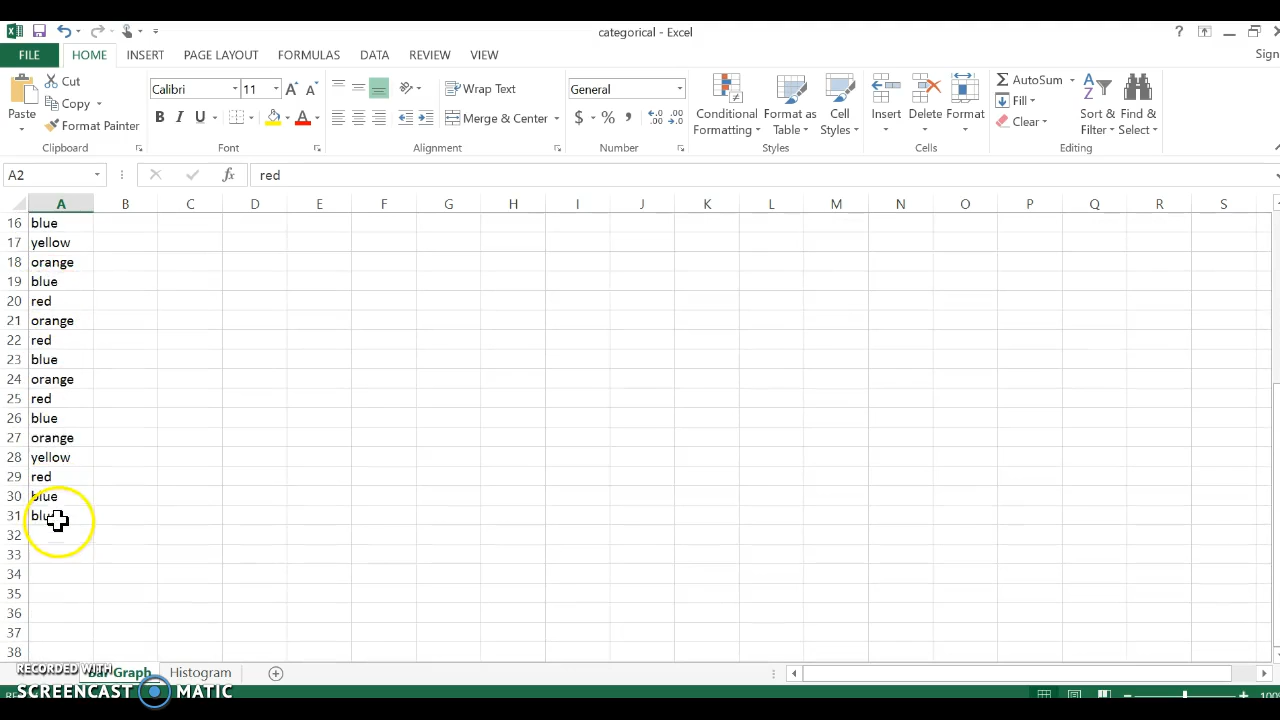 categorical - Excel
?
Sign
FILE HOME INSERT PAGE LAYOUT FORMULAS DATA REVIEW VIEW
Paste
Cut
Copy
Format Painter
Clipboard
Calibri 11
B I U A
Font
Wrap Text
Merge & Center
Alignment
General
$ % ,
Number
Conditional Formatting
Format as Table
Cell Styles
Styles
Insert Delete Format
Cells
AutoSum
Fill
Clear
Sort & Filter
Find & Select
Editing
A2 fx red
A B C D E F G H I J K L M N O P Q R S
16 blue
17 yellow
18 orange
19 blue
20 red
21 orange
22 red
23 blue
24 orange
25 red
26 blue
27 orange
28 yellow
29 red
30 blue
31
32
33
34
35
36
37
38
Bar Graph Histogram
RECORDED WITH
SCREENCAST MATIC